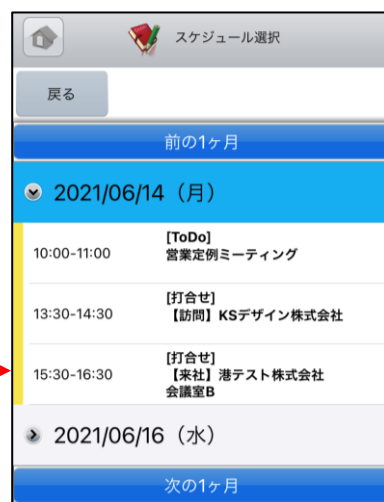 スケジュール選択
戻る
前の1ヶ月
2021/06/14（月）
10:00-11:00
[ToDo]
営業定例ミーティング
13:30-14:30
[打合せ]
【訪問】KSデザイン株式会社
15:30-16:30
[打合せ]
【来社】港テスト株式会社
会議室B
2021/06/16（水）
次の1ヶ月